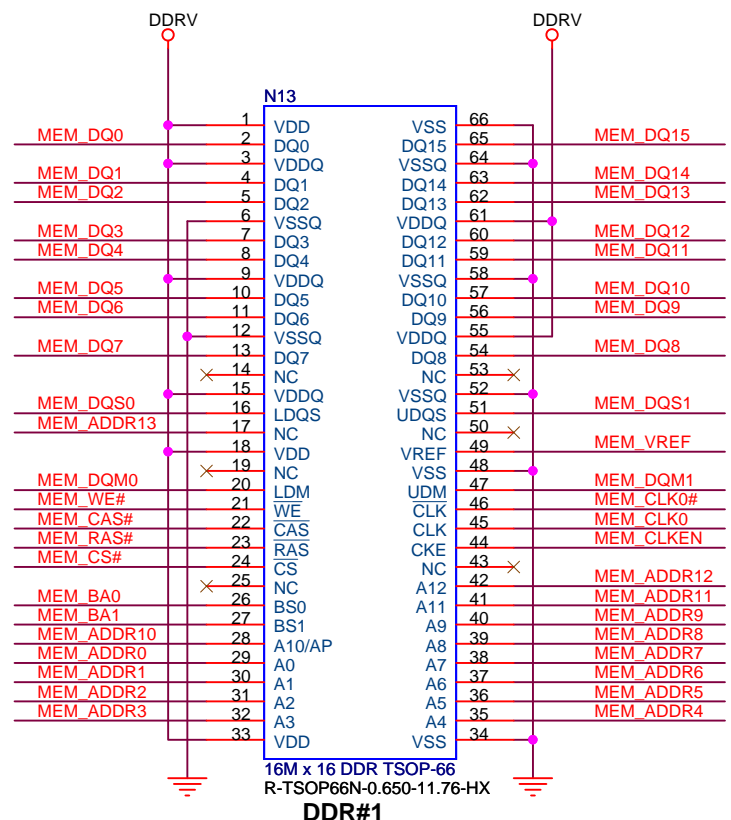 DDRV DDRV
N13
1 VDD VSS 66
MEM_DQ0 2 DQ0 DQ15 65 MEM_DQ15
3 VDDQ VSSQ 64
MEM_DQ1 4 DQ1 DQ14 63 MEM_DQ14
MEM_DQ2 5 DQ2 DQ13 62 MEM_DQ13
6 VSSQ VDDQ 61
MEM_DQ3 7 DQ3 DQ12 60 MEM_DQ12
MEM_DQ4 8 DQ4 DQ11 59 MEM_DQ11
9 VDDQ VSSQ 58
MEM_DQ5 10 DQ5 DQ10 57 MEM_DQ10
MEM_DQ6 11 DQ6 DQ9 56 MEM_DQ9
12 VSSQ VDDQ 55
MEM_DQ7 13 DQ7 DQ8 54 MEM_DQ8
14 NC NC 53
15 VDDQ VSSQ 52
MEM_DQS0 16 LDQS UDQS 51 MEM_DQS1
MEM_ADDR13 17 NC NC 50
18 VDD VREF 49 MEM_VREF
19 NC VSS 48
MEM_DQM0 20 LDM UDM 47 MEM_DQM1
MEM_WE# 21 WE CLK 46 MEM_CLK0#
MEM_CAS# 22 CAS CLK 45 MEM_CLK0
MEM_RAS# 23 RAS CKE 44 MEM_CLKEN
MEM_CS# 24 CS NC 43
25 NC A12 42 MEM_ADDR12
MEM_BA0 26 BS0 A11 41 MEM_ADDR11
MEM_BA1 27 BS1 A9 40 MEM_ADDR9
MEM_ADDR10 28 A10/AP A8 39 MEM_ADDR8
MEM_ADDR0 29 A0 A7 38 MEM_ADDR7
MEM_ADDR1 30 A1 A6 37 MEM_ADDR6
MEM_ADDR2 31 A2 A5 36 MEM_ADDR5
MEM_ADDR3 32 A3 A4 35 MEM_ADDR4
33 VDD VSS 34
16M x 16 DDR TSOP-66
R-TSOP66N-0.650-11.76-HX
DDR#1